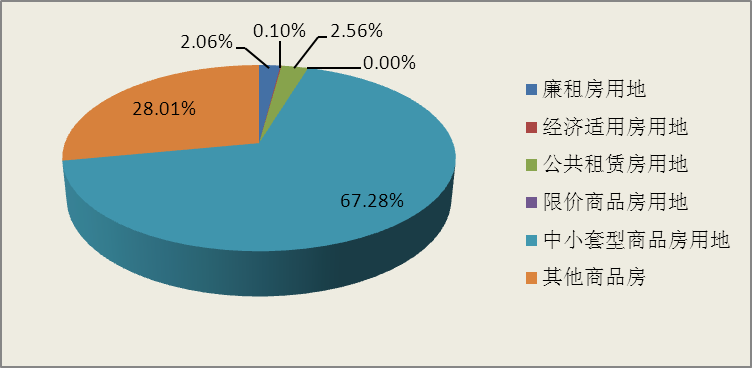 0.10%
2.56%
2.06%
0.00%
28.01%
67.28%
廉租房用地
经济适用房用地
公共租赁房用地
限价商品房用地
中小套型商品房用地
其他商品房